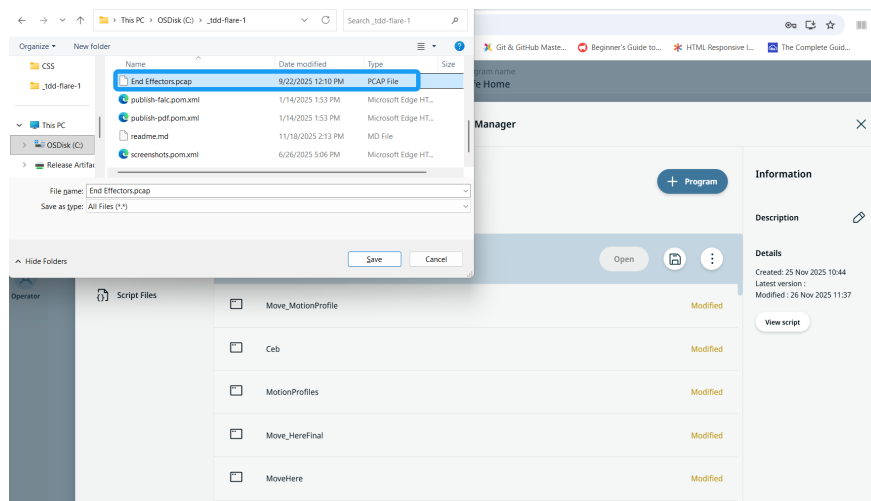 This PC > OSDisk (C:) > _tdd-flare-1
Search _tdd-flare-1
Organize
New folder
Name
Date modified
Type
Size
CSS
_tdd-flare-1
This PC
OSDisk (C:)
Release Artifac
End Effectors.pcap 9/22/2025 12:10 PM PCAP File
publish-falc.pom.xml 1/14/2025 1:53 PM Microsoft Edge HT...
publish-pdf.pom.xml 1/14/2025 1:53 PM Microsoft Edge HT...
readme.md 11/18/2025 2:13 PM MD File
screenshots.pom.xml 6/26/2025 5:06 PM Microsoft Edge HT...
File name: End Effectors.pcap
Save as type: All Files (*.*)
Hide Folders
Save
Cancel
Git & GitHub Maste...
Beginner's Guide to...
HTML Responsive I...
The Complete Guid...
gram name
e Home
Manager
+ Program
Open
Operator
Script Files
Move_MotionProfile Modified
Ceb Modified
MotionProfiles Modified
Move_HereFinal Modified
MoveHere Modified
Information
Description
Details
Created: 25 Nov 2025 10:44
Latest version :
Modified : 26 Nov 2025 11:37
View script